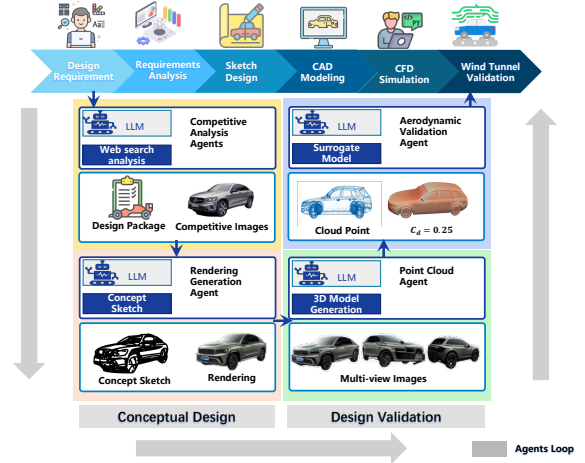 Design
Requirement
Requirements
Analysis
Sketch
Design
CAD
Modeling
CFD
Simulation
Wind Tunnel
Validation
LLM
Web search
analysis
Competitive
Analysis
Agents
LLM
Surrogate
Model
Aerodynamic
Validation
Agent
Design
Package
Competitive Images
Cloud Point
C_d = 0.25
LLM
Concept
Sketch
Rendering
Generation
Agent
LLM
3D Model
Generation
Point Cloud
Agent
Concept Sketch
Rendering
Multi-view Images
Conceptual Design
Design Validation
Agents Loop